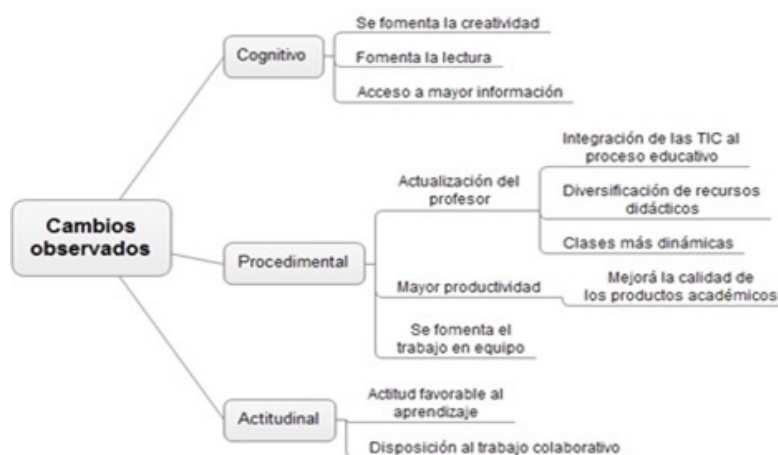 Cambios
observados
Cognitivo
Se fomenta la creatividad
Fomenta la lectura
Acceso a mayor información
Procedimental
Actualización del
profesor
Integración de las TIC al
proceso educativo
Diversificación de recursos
didácticos
Clases más dinámicas
Mayor productividad
Mejorá la calidad de
los productos académicos
Se fomenta el
trabajo en equipo
Actitudinal
Actitud favorable al
aprendizaje
Disposición al trabajo colaborativo